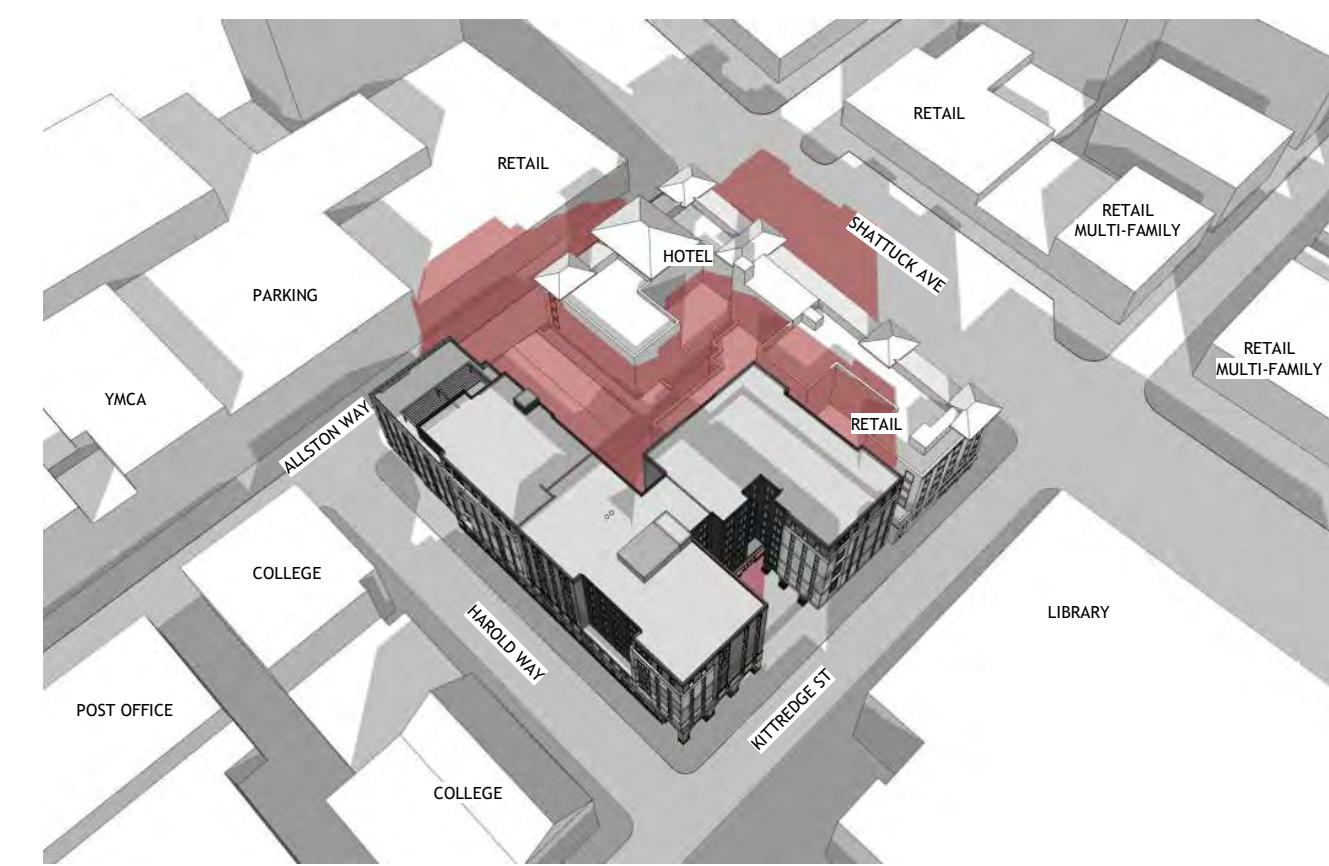 RETAIL
RETAIL
RETAIL
MULTI-FAMILY
SHATTUCK AVE
HOTEL
PARKING
RETAIL
MULTI-FAMILY
YMCA
ALLSTON WAY
RETAIL
COLLEGE
LIBRARY
HAROLD WAY
KITTREDGE ST
POST OFFICE
COLLEGE